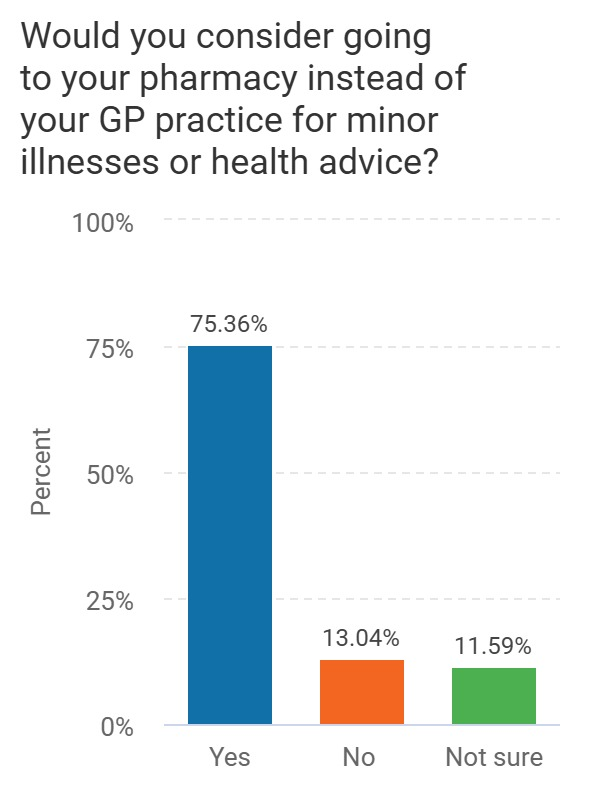 Would you consider going
to your pharmacy instead of
your GP practice for minor
illnesses or health advice?
100%
75.36%
75%
50%
Percent
25%
13.04%
11.59%
0%
Yes
No
Not sure